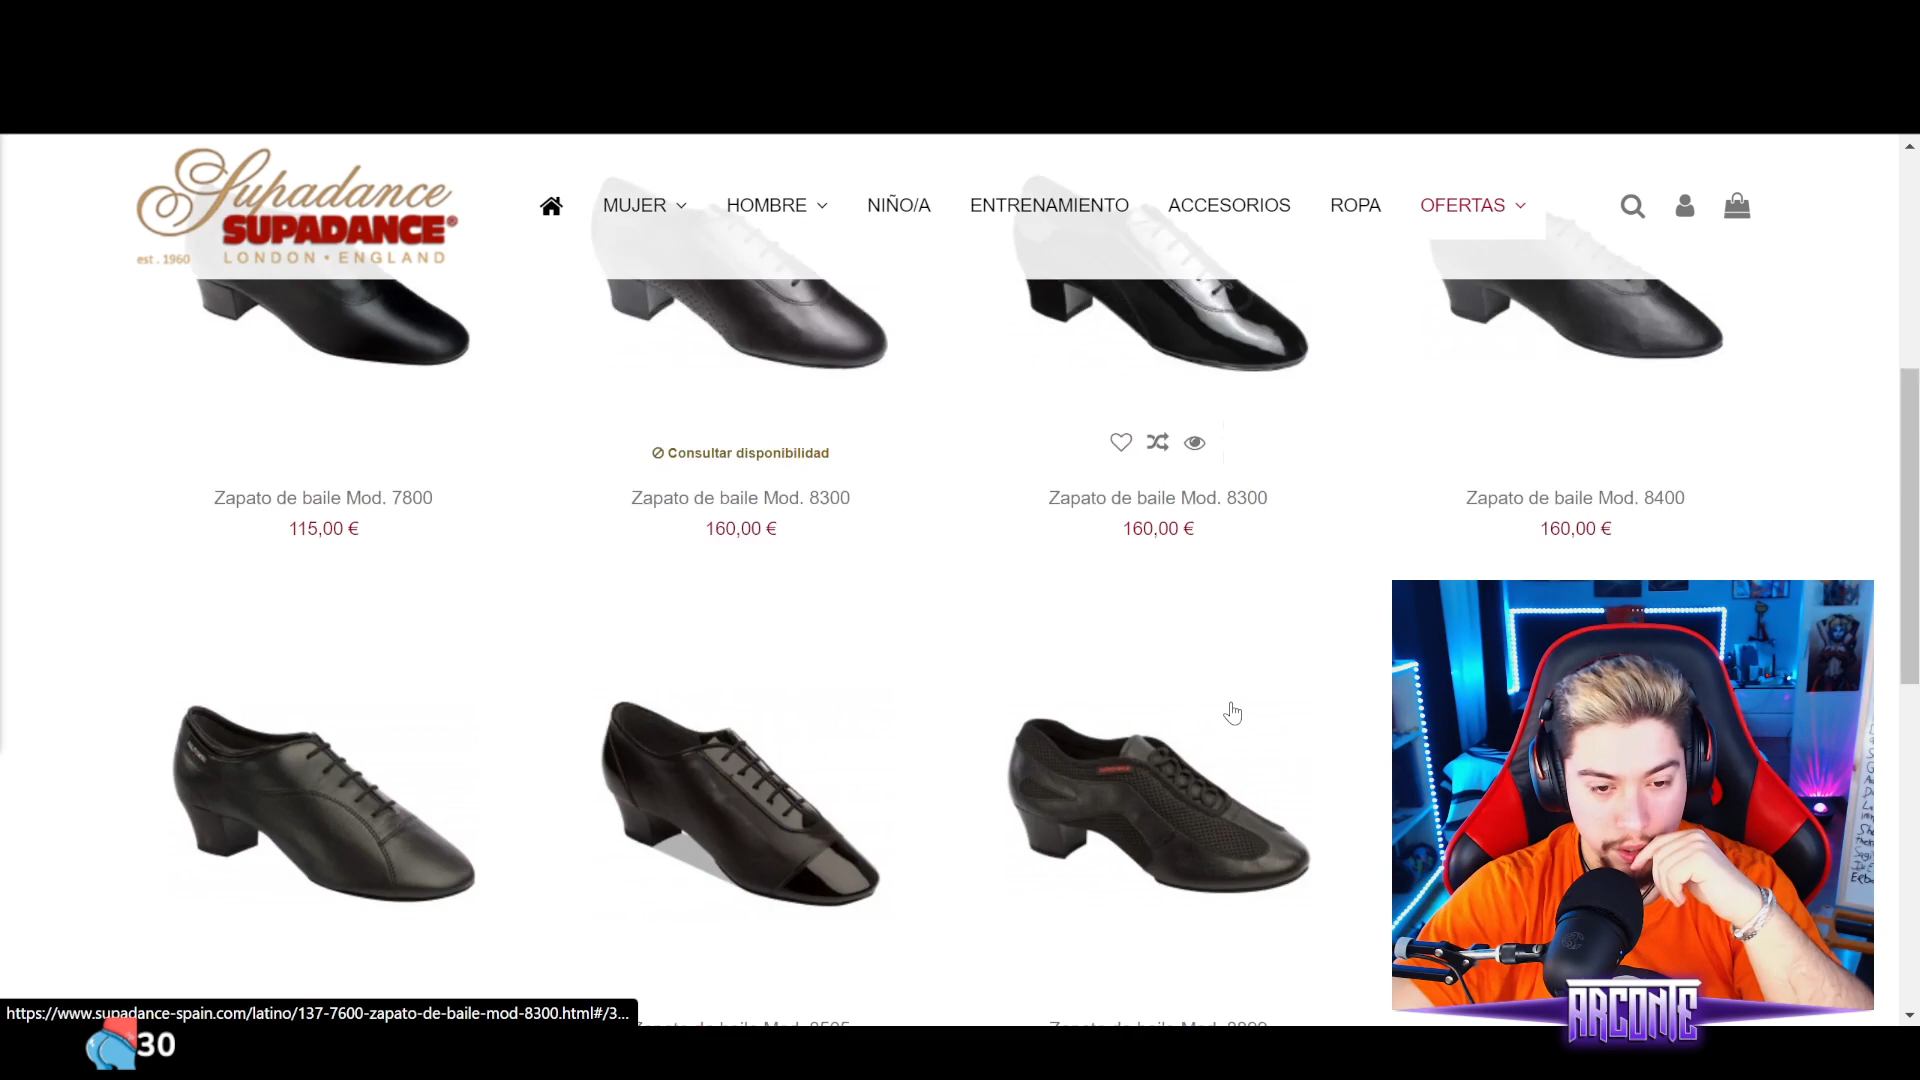 Supadance
SUPADANCE®
est. 1960 LONDON • ENGLAND
MUJER HOMBRE NIÑO/A ENTRENAMIENTO ACCESORIOS ROPA OFERTAS
Consultar disponibilidad
Zapato de baile Mod. 7800
115,00 €
Zapato de baile Mod. 8300
160,00 €
Zapato de baile Mod. 8300
160,00 €
Zapato de baile Mod. 8400
160,00 €
https://www.supadance-spain.com/latino/137-7600-zapato-de-baile-mod-8300.html#/3...
30
ARCONTE